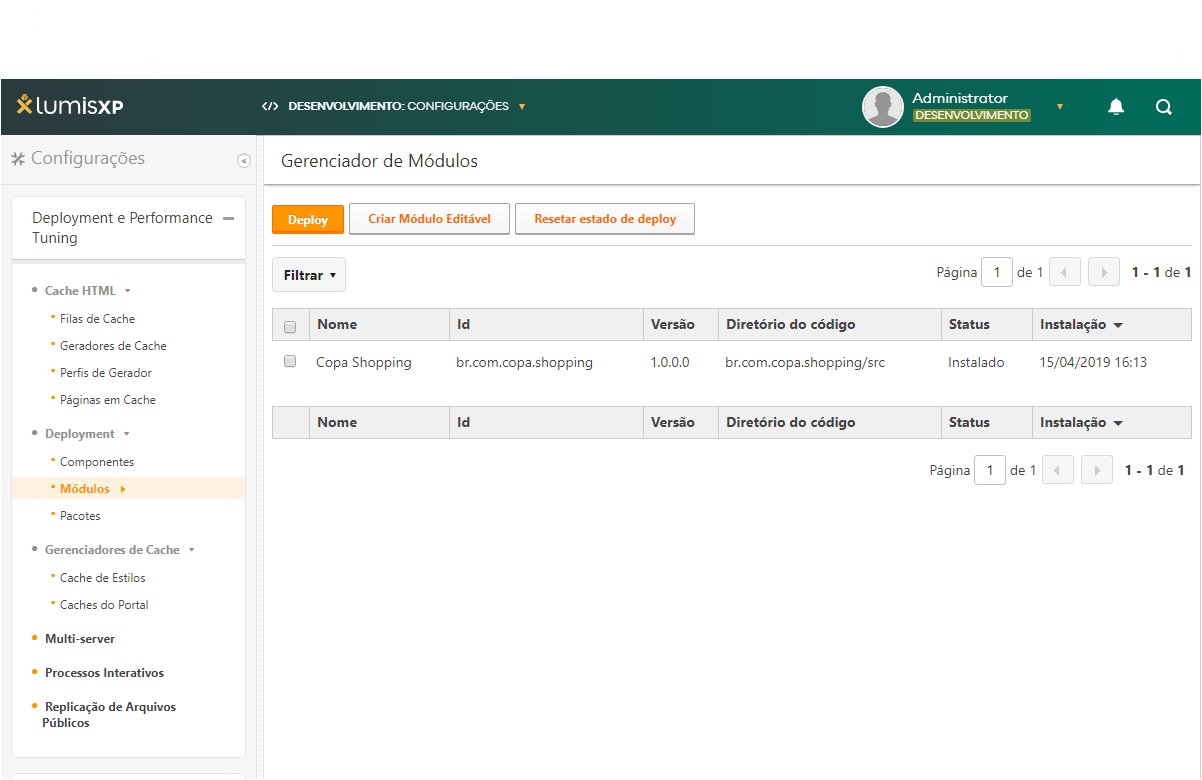 lumisxp
</> DESENVOLVIMENTO: CONFIGURAÇÕES
Administrator
DESENVOLVIMENTO
Configurações
Gerenciador de Módulos
Deployment e Performance
Tuning
Cache HTML
Filas de Cache
Geradores de Cache
Perfis de Gerador
Páginas em Cache
Deployment
Componentes
Módulos
Pacotes
Gerenciadores de Cache
Cache de Estilos
Caches do Portal
Multi-server
Processos Interativos
Replicação de Arquivos
Públicos
Deploy Criar Módulo Editável Resetar estado de deploy
Filtrar Página 1 de 1 1 - 1 de 1
Nome Id Versão Diretório do código Status Instalação
Copa Shopping br.com.copa.shopping 1.0.0.0 br.com.copa.shopping/src Instalado 15/04/2019 16:13
Nome Id Versão Diretório do código Status Instalação
Página 1 de 1 1 - 1 de 1